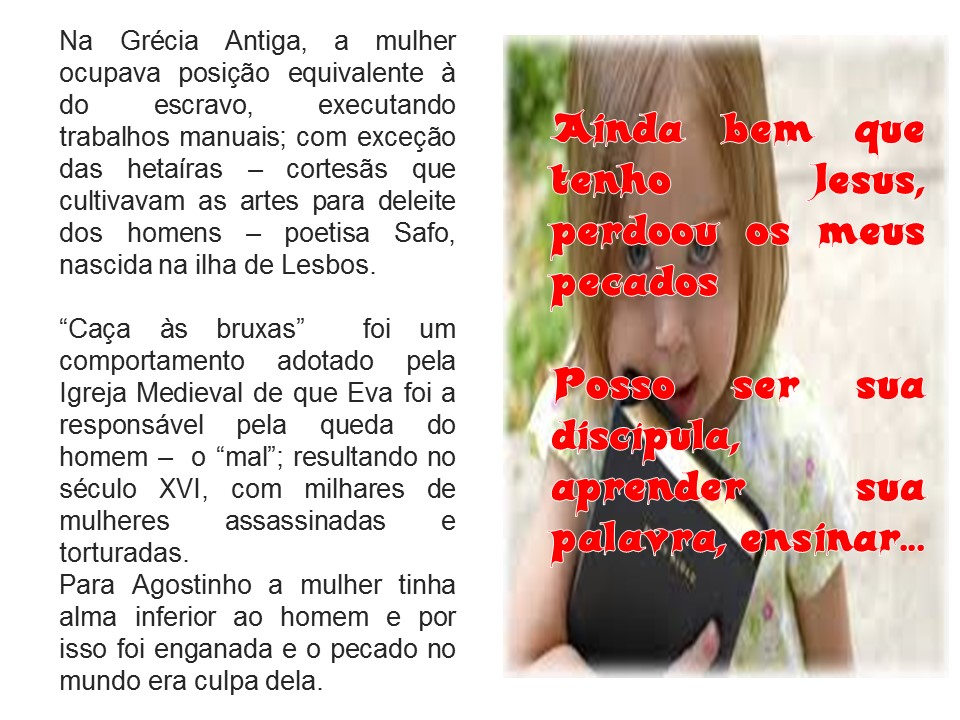 Na Grécia Antiga, a mulher
ocupava posição equivalente à
do escravo, executando
trabalhos manuais; com exceção
das hetaíras – cortesãs que
cultivavam as artes para deleite
dos homens – poetisa Safo,
nascida na ilha de Lesbos.
“Caça às bruxas” foi um
comportamento adotado pela
Igreja Medieval de que Eva foi a
responsável pela queda do
homem – o “mal”; resultando no
século XVI, com milhares de
mulheres assassinadas e
torturadas.
Para Agostinho a mulher tinha
alma inferior ao homem e por
isso foi enganada e o pecado no
mundo era culpa dela.
Ainda bem que
tenho Jesus,
perdoou os meus
pecados
Posso ser sua
discípula,
aprender sua
palavra, ensinar...